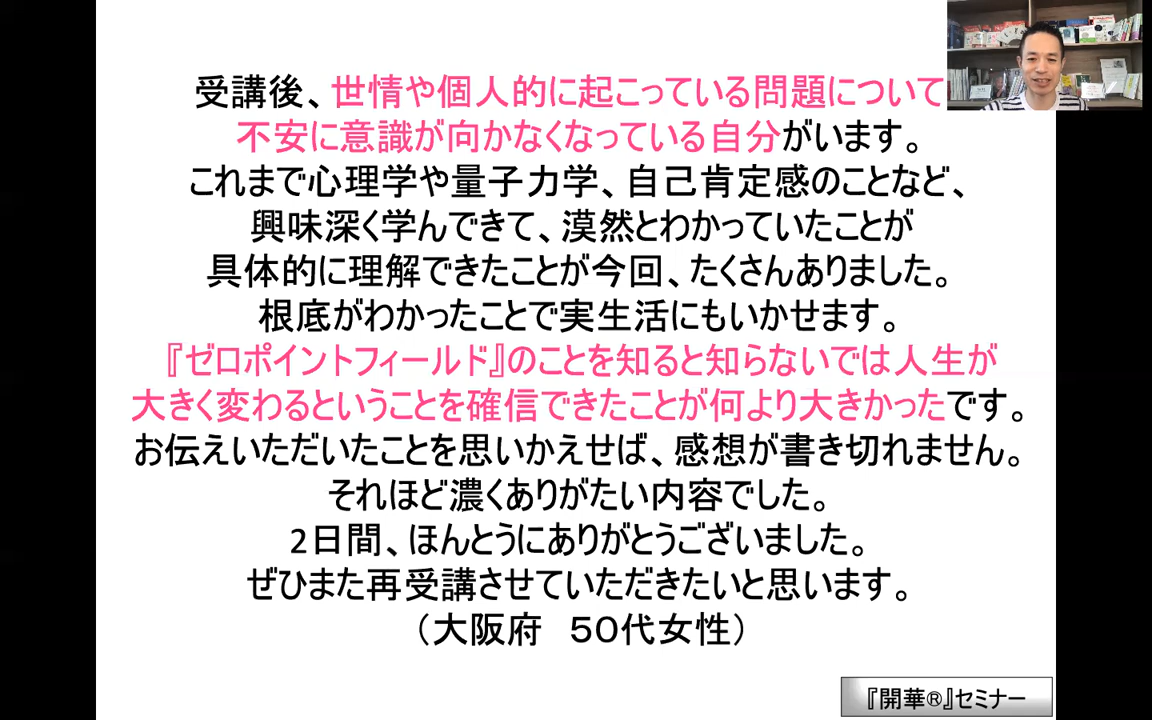 受講後、世情や個人的に起こっている問題について
不安に意識が向かなくなっている自分がいます。
これまで心理学や量子力学、自己肯定感のことなど、
興味深く学んできて、漠然とわかっていたことが
具体的に理解できたことが今回、たくさんありました。
根底がわかったことで実生活にもいかせます。
『ゼロポイントフィールド』のことを知ると知らないでは人生が
大きく変わるということを確信できたことが何より大きかったです。
お伝えいただいたことを思いかえせば、感想が書き切れません。
それほど濃くありがたい内容でした。
2日間、ほんとうにありがとうございました。
ぜひまた再受講させていただきたいと思います。
（大阪府　５０代女性）
『開華®』セミナー